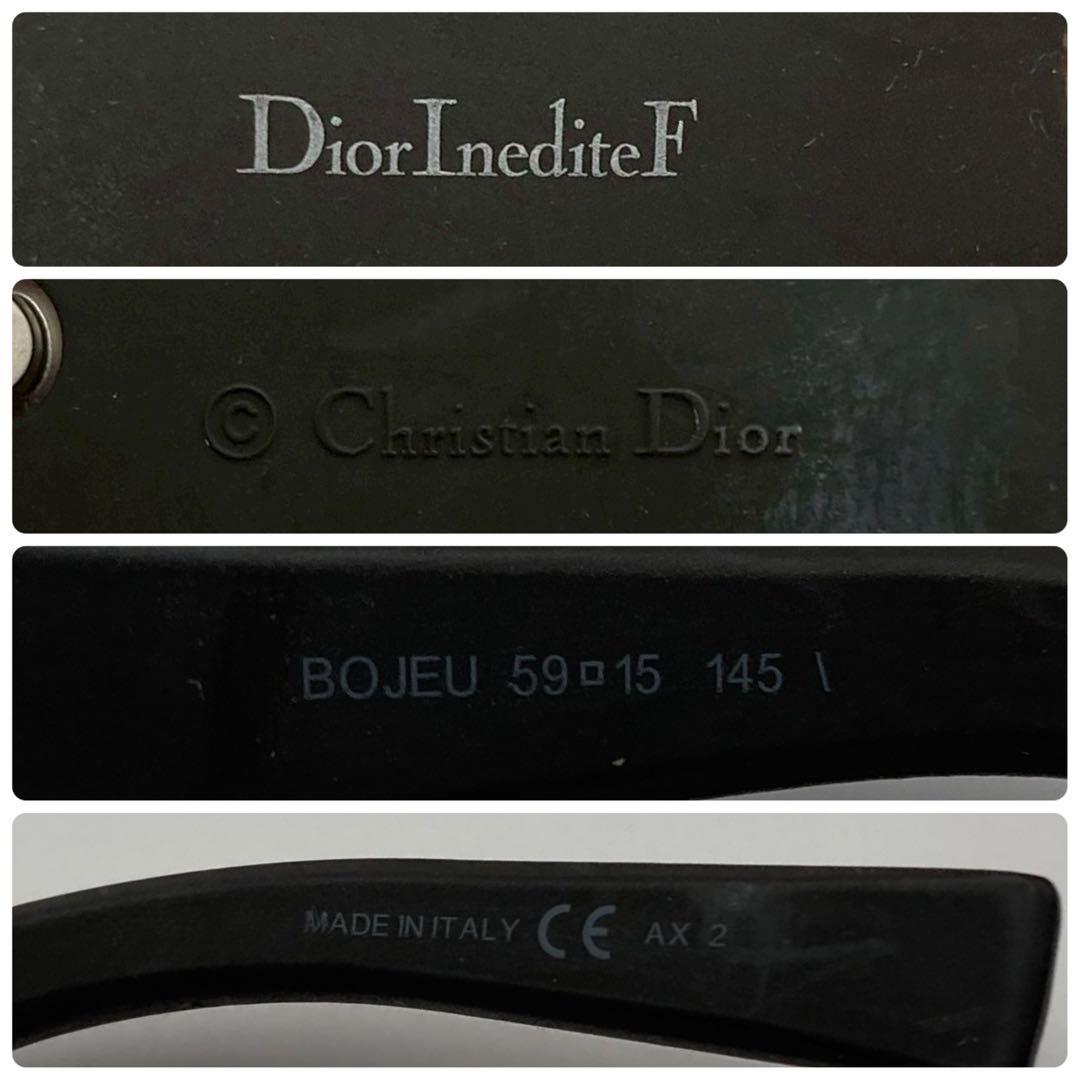 DiorInediteF
© Christian Dior
BOJEU 59□15 145 \
MADE IN ITALY CE AX 2